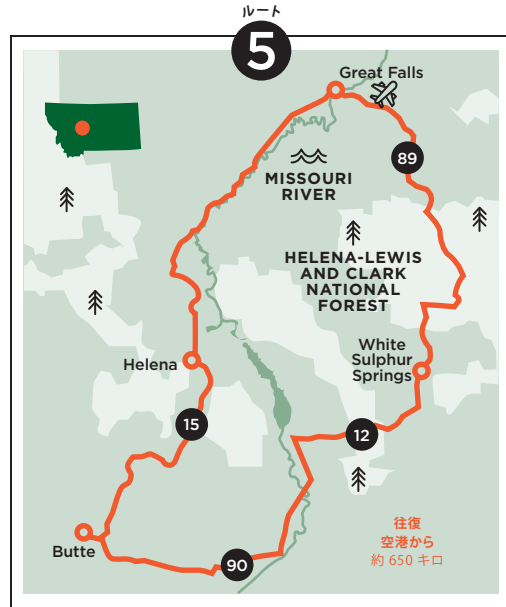 ルート
5
Great Falls
89
MISSOURI
RIVER
HELENA-LEWIS
AND CLARK
NATIONAL
FOREST
White
Sulphur
Springs
Helena
15
12
往復
空港から
約 650 キロ
Butte
90